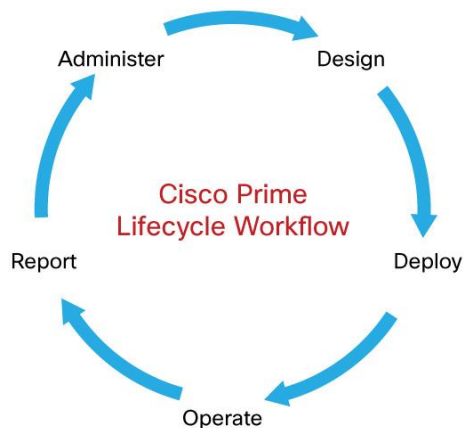 Administer
Design
Cisco Prime
Lifecycle Workflow
Report
Deploy
Operate